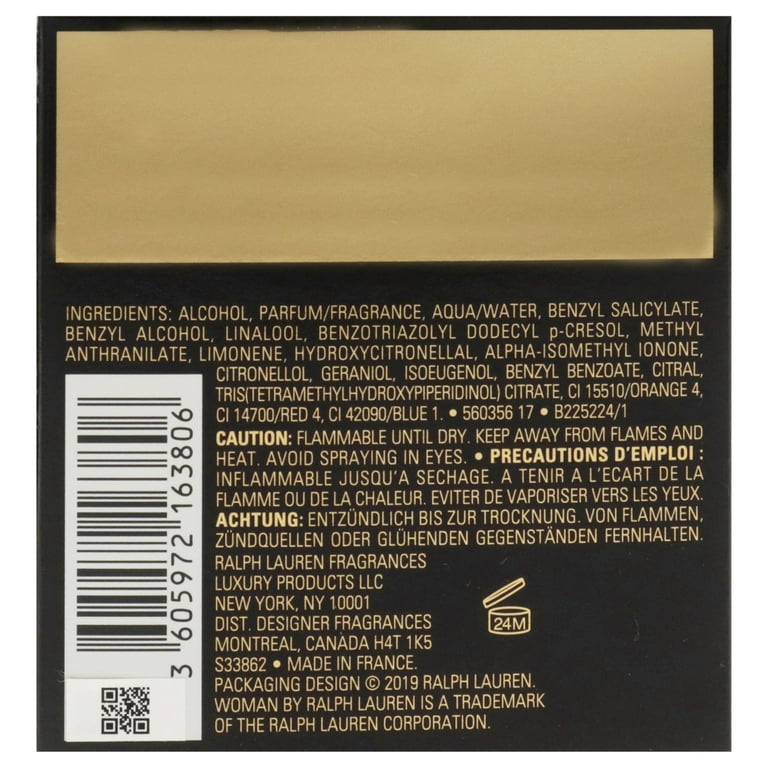 INGREDIENTS: ALCOHOL, PARFUM/FRAGRANCE, AQUA/WATER, BENZYL SALICYLATE,
BENZYL ALCOHOL, LINALOOL, BENZOTRIAZOLYL DODECYL p-CRESOL, METHYL
ANTHRANILATE, LIMONENE, HYDROXYCITRONELLAL, ALPHA-ISOMETHYL IONONE,
CITRONELLOL, GERANIOL, ISOEUGENOL, BENZYL BENZOATE, CITRAL,
TRIS(TETRAMETHYLHYDROXYPIPERIDINOL) CITRATE, CI 15510/ORANGE 4,
CI 14700/RED 4, CI 42090/BLUE 1. • 560356 17 • B225224/1
CAUTION: FLAMMABLE UNTIL DRY. KEEP AWAY FROM FLAMES AND
HEAT. AVOID SPRAYING IN EYES. • PRECAUTIONS D'EMPLOI :
INFLAMMABLE JUSQU'A SECHAGE. A TENIR A L'ECART DE LA
FLAMME OU DE LA CHALEUR. EVITER DE VAPORISER VERS LES YEUX.
ACHTUNG: ENTZÜNDLICH BIS ZUR TROCKNUNG. VON FLAMMEN,
ZÜNDQUELLEN ODER GLÜHENDEN GEGENSTÄNDEN FERNHALTEN.
RALPH LAUREN FRAGRANCES
LUXURY PRODUCTS LLC
NEW YORK, NY 10001
DIST. DESIGNER FRAGRANCES
MONTREAL, CANADA H4T 1K5
S33862 • MADE IN FRANCE.
PACKAGING DESIGN © 2019 RALPH LAUREN.
WOMAN BY RALPH LAUREN IS A TRADEMARK
OF THE RALPH LAUREN CORPORATION.
24M
3 605972 163806